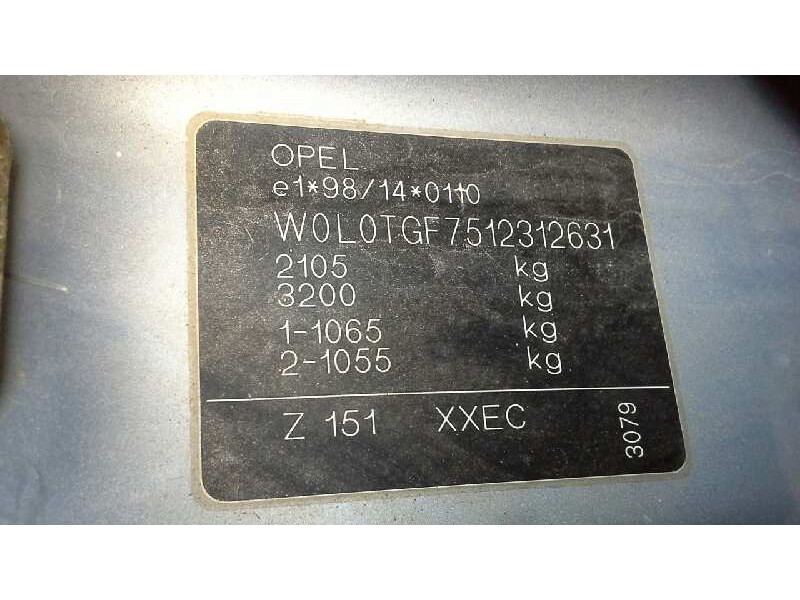 OPEL
e1*98/14*0110
W0L0TGF7512312631
2105 kg
3200 kg
1-1065 kg
2-1055 kg
Z 151 XXEC
3079